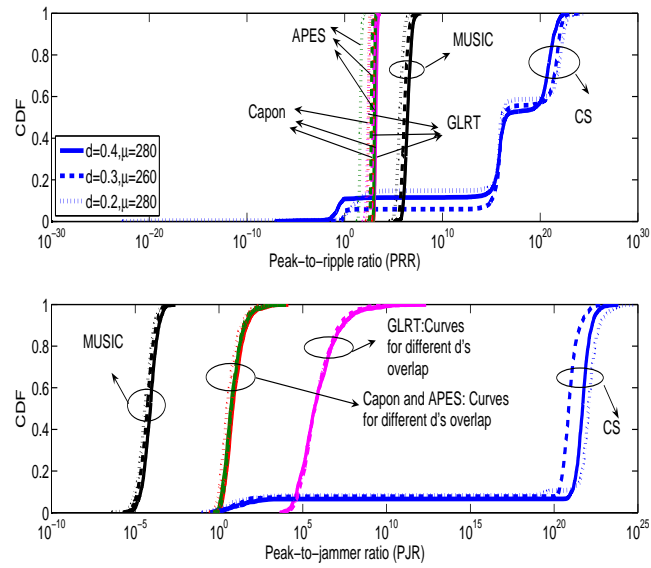 1
0.8
0.6
0.4
0.2
0
CDF
APES
Capon
MUSIC
GLRT
CS
d=0.4,μ=280
d=0.3,μ=260
d=0.2,μ=280
10^-30 10^-20 10^-10 10^0 10^10 10^20 10^30
Peak-to-ripple ratio (PRR)
1
0.8
0.6
0.4
0.2
0
CDF
MUSIC
GLRT:Curves
for different d's
overlap
Capon and APES: Curves
for different d's overlap
CS
10^-10 10^-5 10^0 10^5 10^10 10^15 10^20 10^25
Peak-to-jammer ratio (PJR)